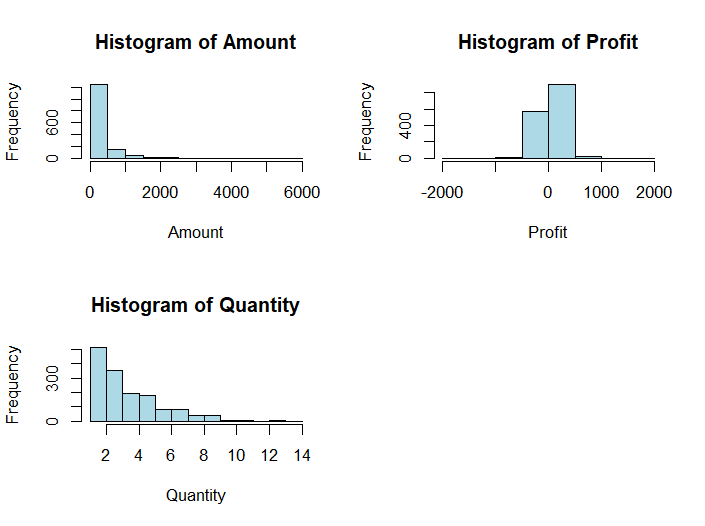 Histogram of Amount
Frequency
0 600
0 2000 4000 6000
Amount
Histogram of Profit
Frequency
0 400
-2000 0 1000 2000
Profit
Histogram of Quantity
Frequency
0 300
2 4 6 8 10 12 14
Quantity